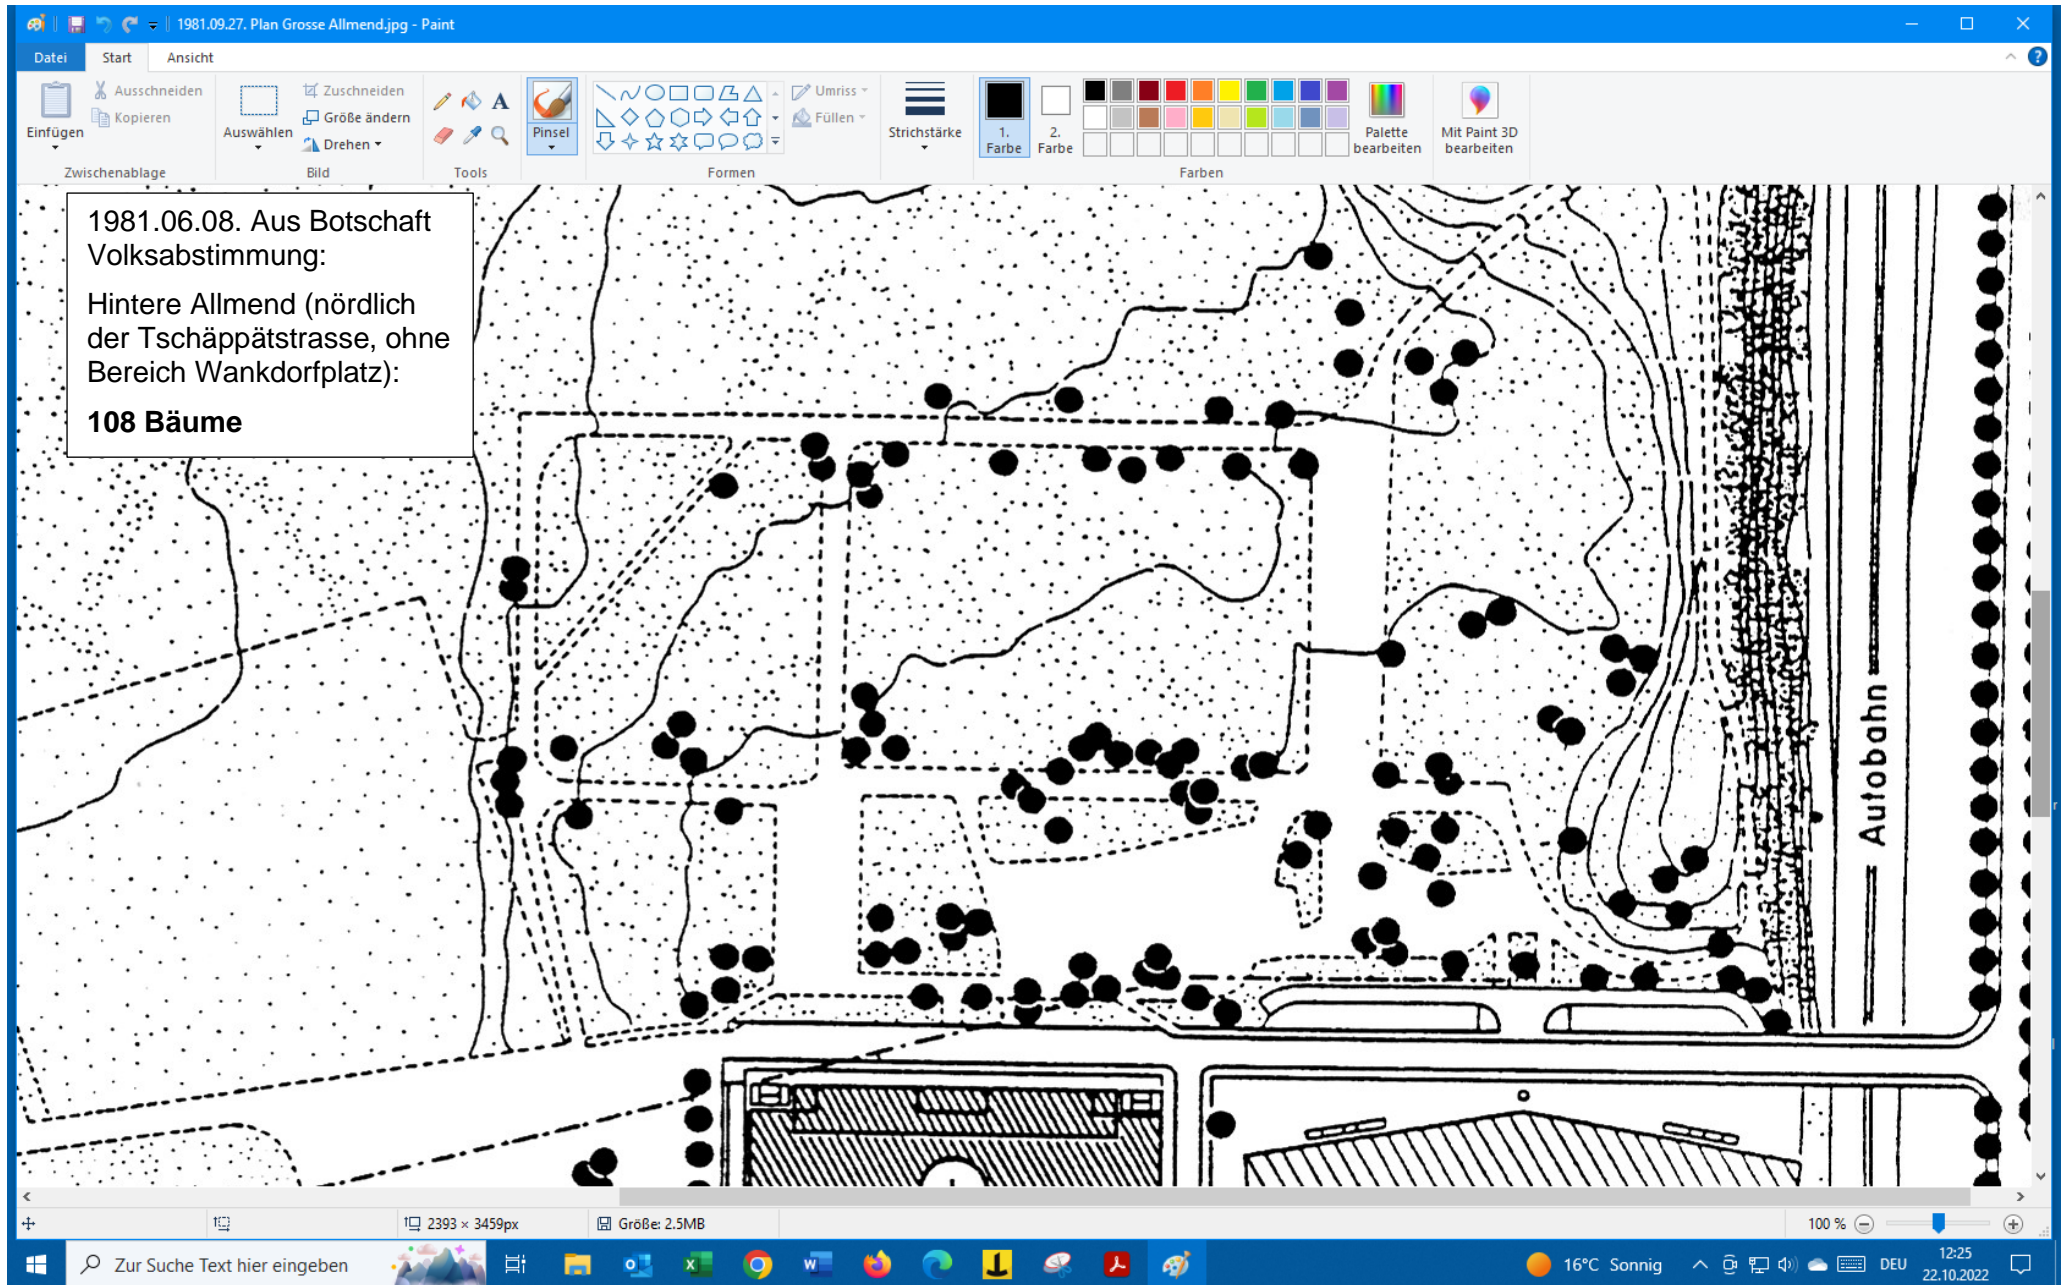 1981.09.27. Plan Grosse Allmend.jpg - Paint
Datei Start Ansicht
Einfügen
Ausschneiden
Kopieren
Zwischenablage
Auswählen
Zuschneiden
Größe ändern
Drehen
Bild
A
Tools
Pinsel
Umriss
Füllen
Formen
Strichstärke
1. Farbe
2. Farbe
Palette bearbeiten
Mit Paint 3D bearbeiten
Farben
1981.06.08. Aus Botschaft
Volksabstimmung:
Hintere Allmend (nördlich
der Tschäppätstrasse, ohne
Bereich Wankdorfplatz):
108 Bäume
Autobahn
2393 × 3459px
Größe: 2.5MB
100 %
Zur Suche Text hier eingeben
16°C Sonnig
DEU
12:25
22.10.2022